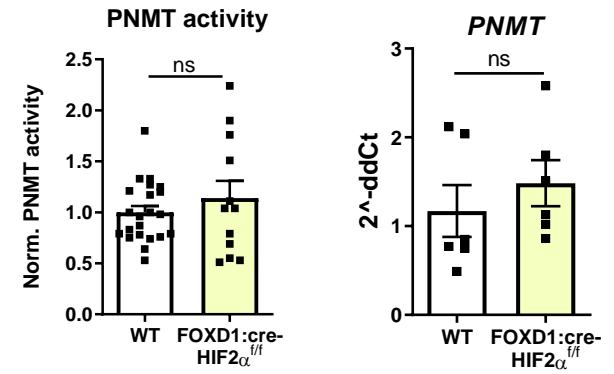 PNMT activity
Norm. PNMT activity
2.5
2.0
1.5
1.0
0.5
0.0
ns
WT
FOXD1:cre-
HIF2α^f/f
PNMT
2^-ddCt
3
2
1
0
ns
WT
FOXD1:cre-
HIF2α^f/f